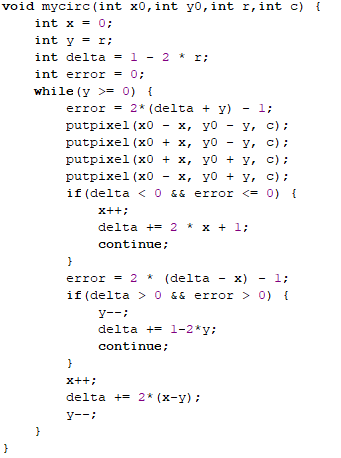 void mycirc(int x0,int y0,int r,int c) {
    int x = 0;
    int y = r;
    int delta = 1 - 2 * r;
    int error = 0;
    while(y >= 0) {
        error = 2*(delta + y) - 1;
        putpixel(x0 - x, y0 - y, c);
        putpixel(x0 + x, y0 - y, c);
        putpixel(x0 + x, y0 + y, c);
        putpixel(x0 - x, y0 + y, c);
        if(delta < 0 && error <= 0) {
            x++;
            delta += 2 * x + 1;
            continue;
        }
        error = 2 * (delta - x) - 1;
        if(delta > 0 && error > 0) {
            y--;
            delta += 1-2*y;
            continue;
        }
        x++;
        delta += 2*(x-y);
        y--;
    }
}